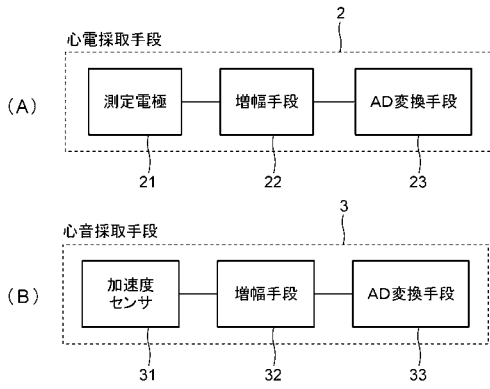 心電採取手段
2
(A)
測定電極
増幅手段
AD変換手段
21
22
23
心音採取手段
3
(B)
加速度
センサ
増幅手段
AD変換手段
31
32
33